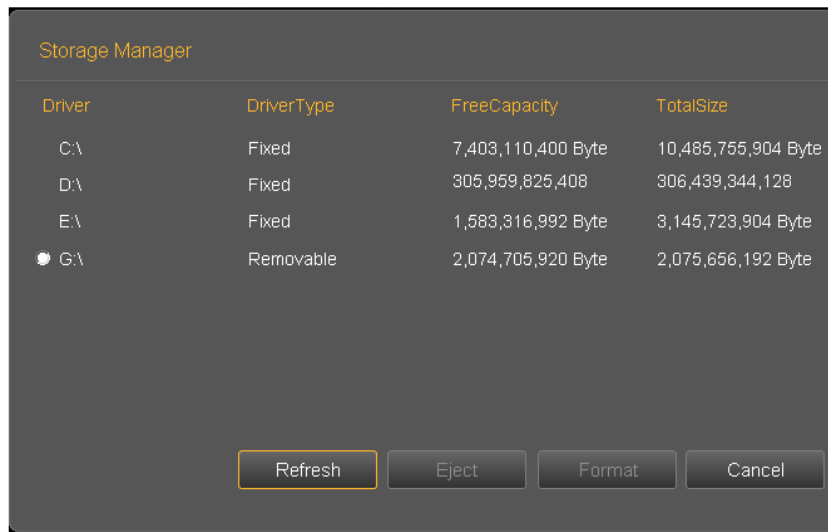 Storage Manager
Driver DriverType FreeCapacity TotalSize
C:\ Fixed 7,403,110,400 Byte 10,485,755,904 Byte
D:\ Fixed 305,959,825,408 306,439,344,128
E:\ Fixed 1,583,316,992 Byte 3,145,723,904 Byte
G:\ Removable 2,074,705,920 Byte 2,075,656,192 Byte
Refresh Eject Format Cancel